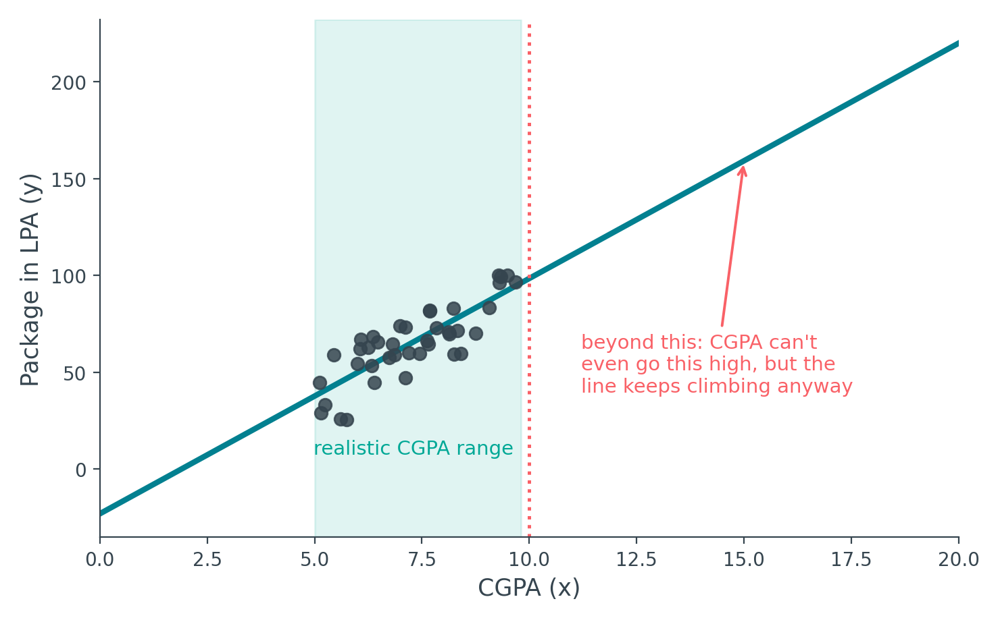 200
150
100
50
0
Package in LPA (y)
realistic CGPA range
beyond this: CGPA can't
even go this high, but the
line keeps climbing anyway
0.0 2.5 5.0 7.5 10.0 12.5 15.0 17.5 20.0
CGPA (x)